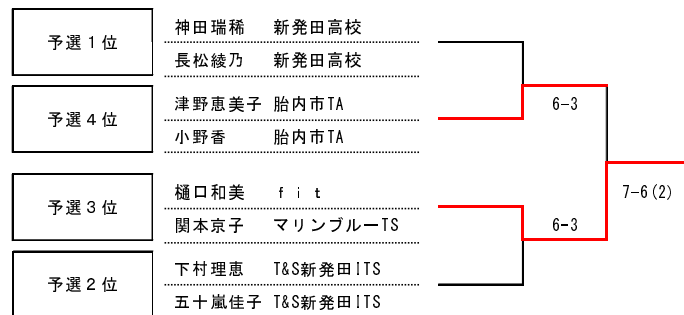 予選１位
神田瑞稀 新発田高校
長松綾乃 新発田高校
予選４位
津野恵美子 胎内市TA
小野香 胎内市TA
6-3
予選３位
樋口和美 ｆｉｔ
関本京子 マリンブルーTS
7-6(2)
6-3
予選２位
下村理恵 T&S新発田ITS
五十嵐佳子 T&S新発田ITS